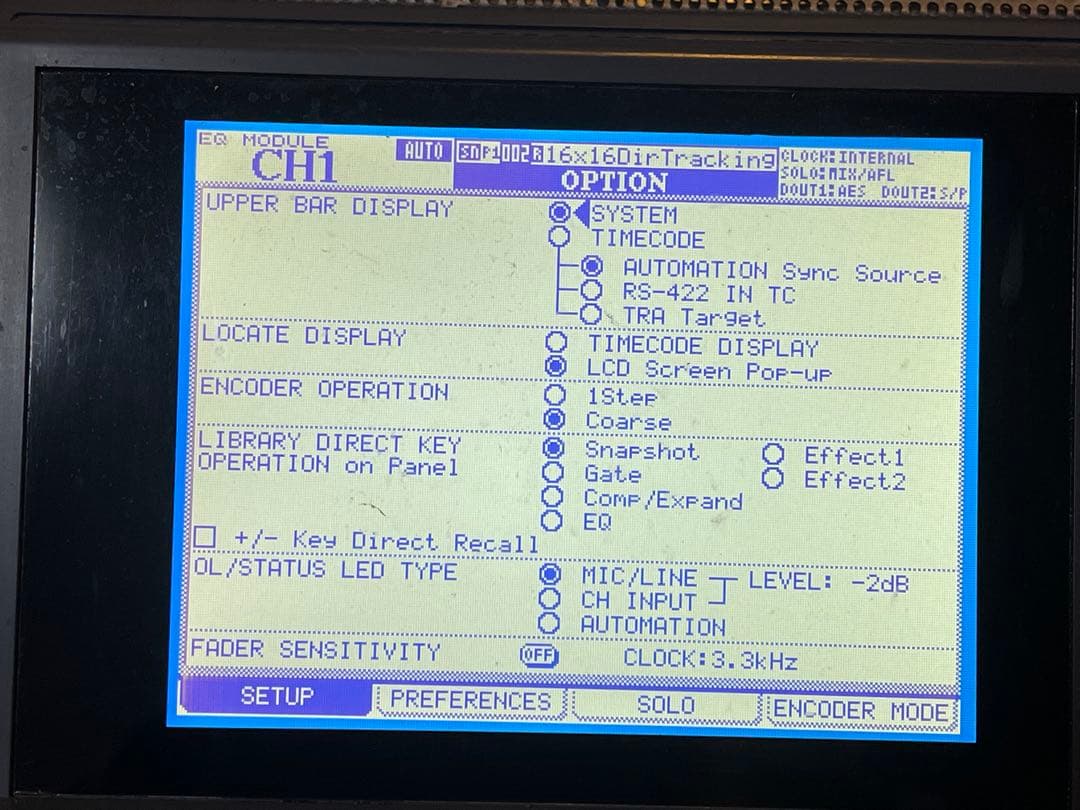 EQ MODULE
CH1
AUTO
SNP1002R16x16DirTracking
OPTION
CLOCK:INTERNAL
SOLO:MIX/AFL
DOUT1:AES DOUT2:S/P
UPPER BAR DISPLAY
SYSTEM
TIMECODE
AUTOMATION Sync Source
RS-422 IN TC
TRA Target
LOCATE DISPLAY
TIMECODE DISPLAY
LCD Screen Pop-up
ENCODER OPERATION
1Step
Coarse
LIBRARY DIRECT KEY
OPERATION on Panel
Snapshot
Effect1
Gate
Effect2
Comp/Expand
EQ
+/- Key Direct Recall
OL/STATUS LED TYPE
MIC/LINE
LEVEL: -2dB
CH INPUT
AUTOMATION
FADER SENSITIVITY
OFF
CLOCK:3.3kHz
SETUP
PREFERENCES
SOLO
ENCODER MODE